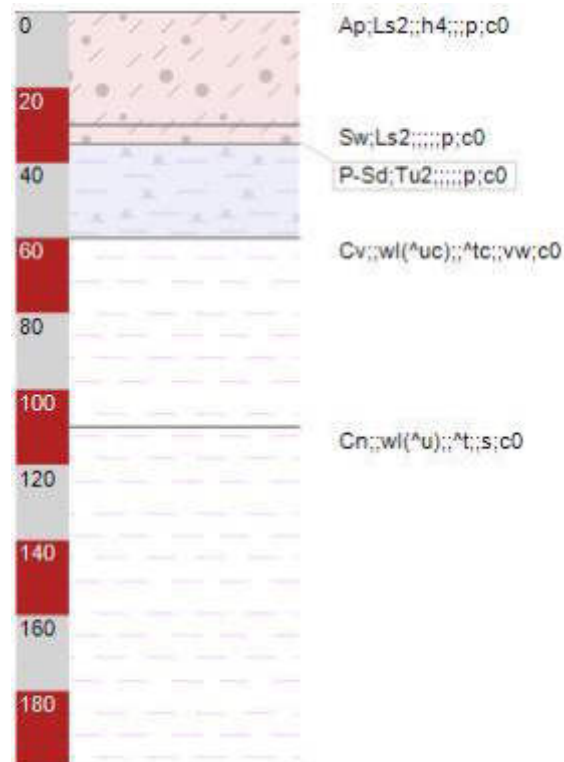 0
Ap;Ls2;;h4;;;p;c0
20
Sw;Ls2;;;;;p;c0
40
P-Sd;Tu2;;;;;p;c0
60
Cv;;wl(^uc);;^tc;;vw;c0
80
100
Cn;;wl(^u);;^t;;s;c0
120
140
160
180